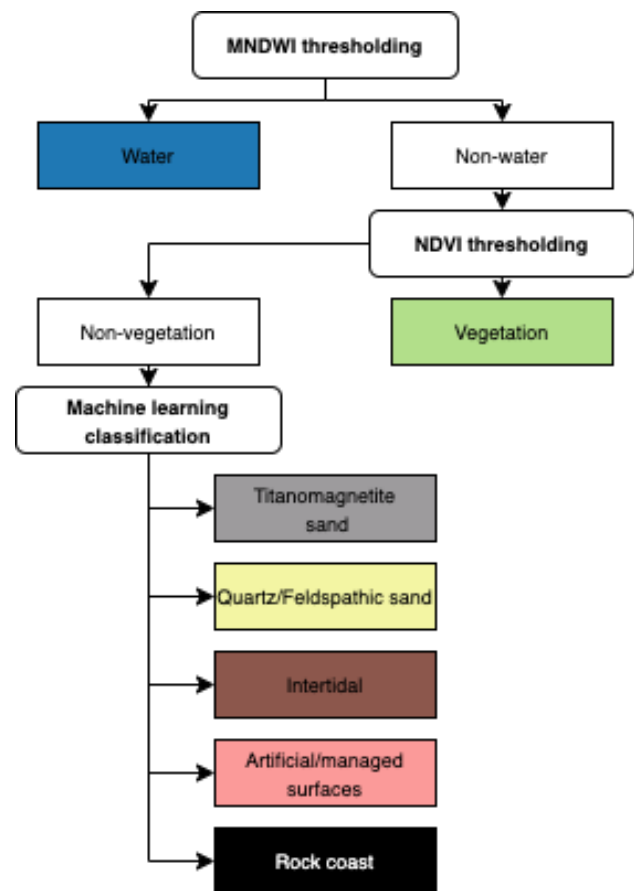 MNDWI thresholding
Water
Non-water
NDVI thresholding
Non-vegetation
Vegetation
Machine learning
classification
Titanomagnetite
sand
Quartz/Feldspathic sand
Intertidal
Artificial/managed
surfaces
Rock coast